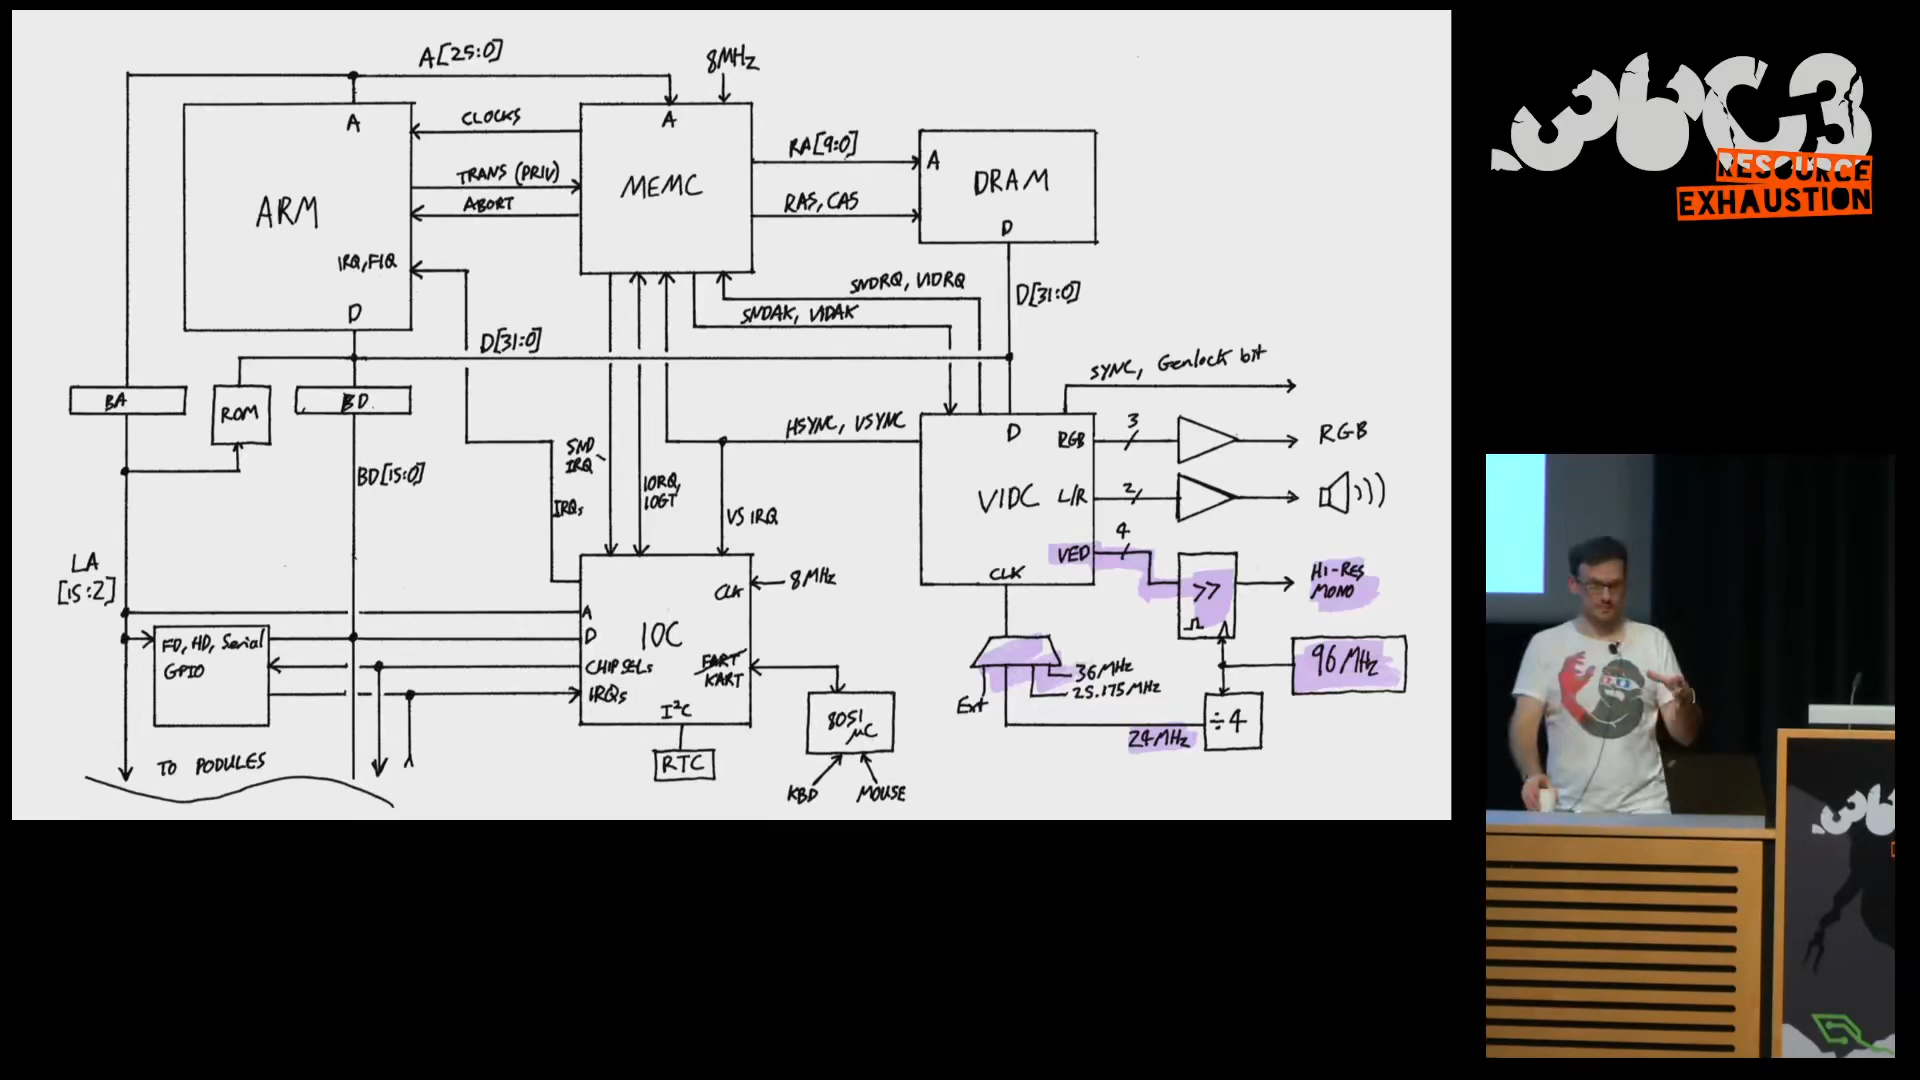 A[25:0]
8MHz
A
CLOCKS
A
RA[9:0]
A
ARM
TRANS (PRIV)
MEMC
DRAM
ABORT
RAS, CAS
D
IRQ, FIQ
SNDRQ, VIDRQ
D[31:0]
D
SNDAK, VIDAK
D[31:0]
SYNC, Genlock bit
BA
ROM
BD
HSYNC, VSYNC
D
RGB
3
RGB
SND
IRQ
BD[15:0]
IORQ,
IOGT
IRQs
VS IRQ
VIDC
L/R
2
VED
4
CLK
LA
[15:2]
CLK
8MHz
>>
HI-RES
MONO
A
D
IOC
FD, HD, Serial
GPIO
CHIPSELs
IRQs
FART
KART
36MHz
25.175MHz
Ext
96MHz
I²C
8051
µC
24MHz
÷4
TO PODULES
RTC
KBD
MOUSE
36C3
RESOURCE
EXHAUSTION